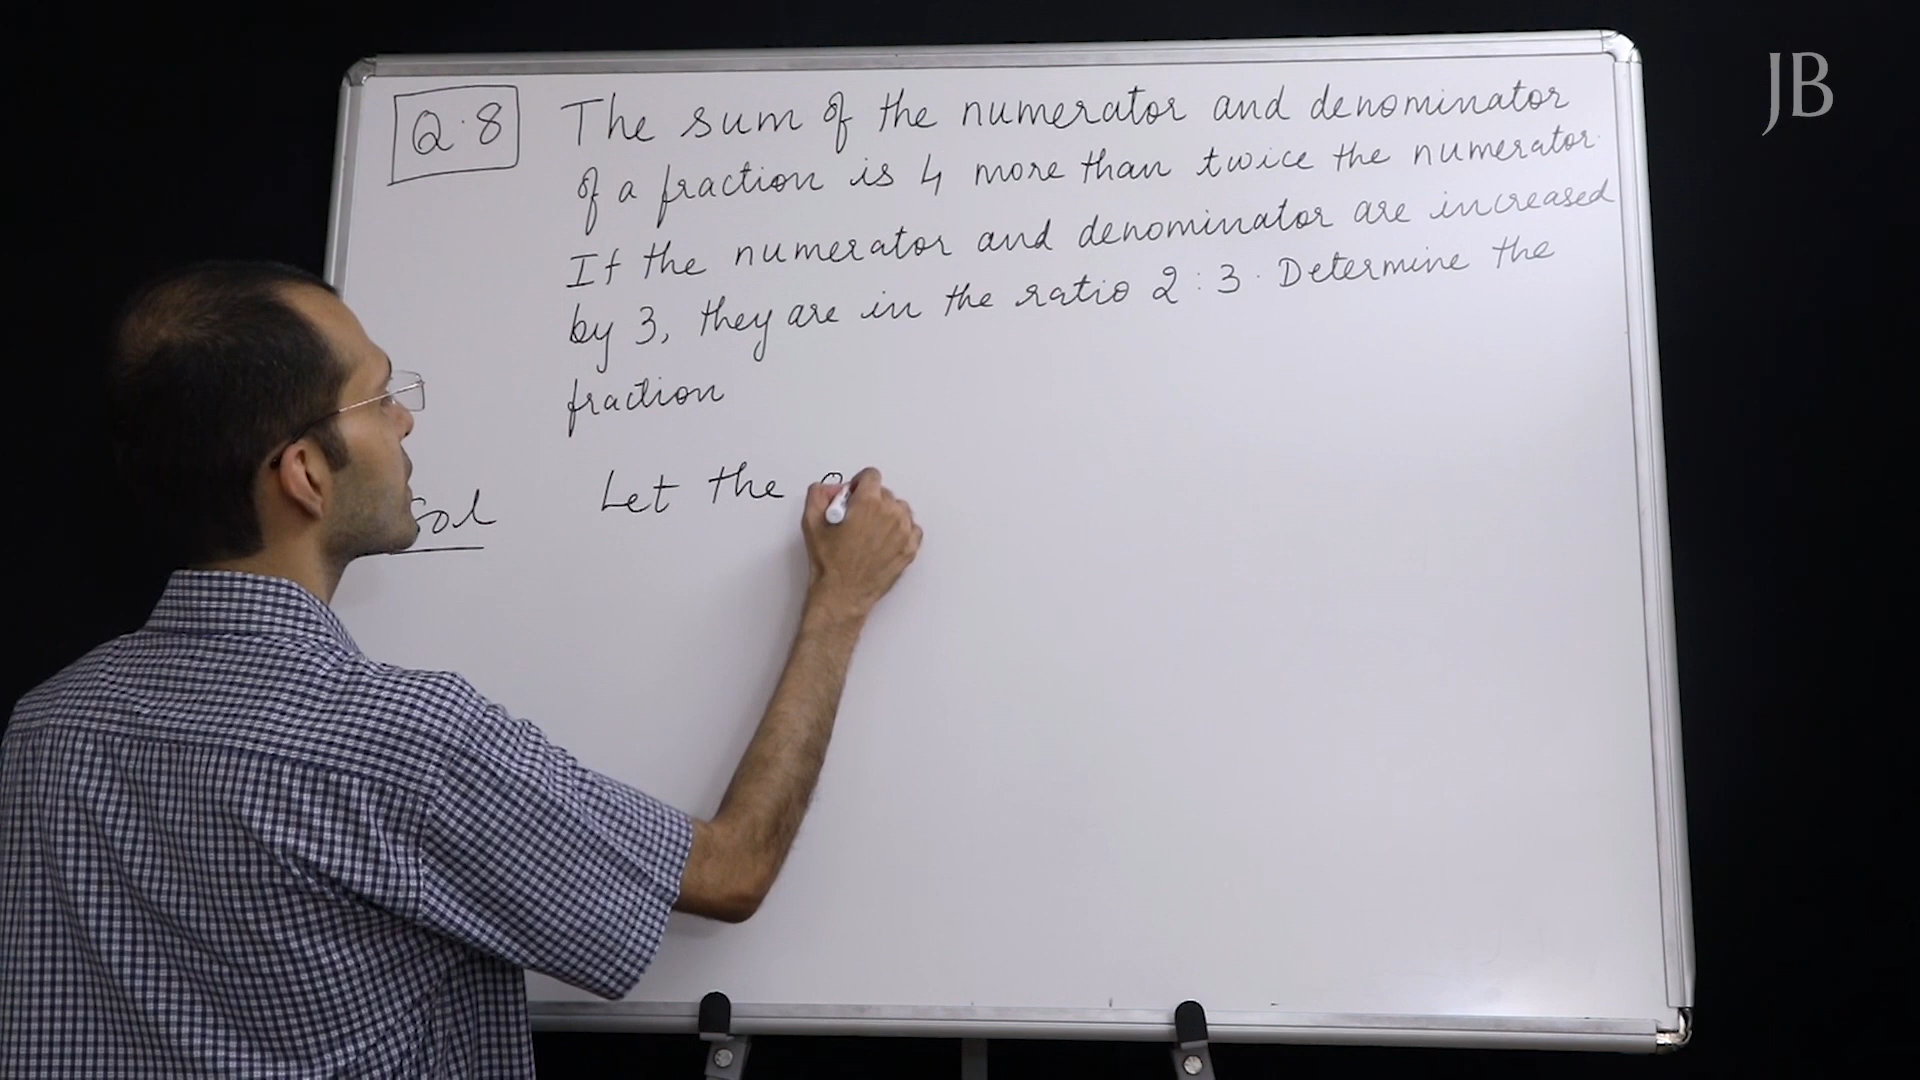 JB
Q.8 The sum of the numerator and denominator
of a fraction is 4 more than twice the numerator.
If the numerator and denominator are increased
by 3, they are in the ratio 2 : 3. Determine the
fraction
Sol Let the